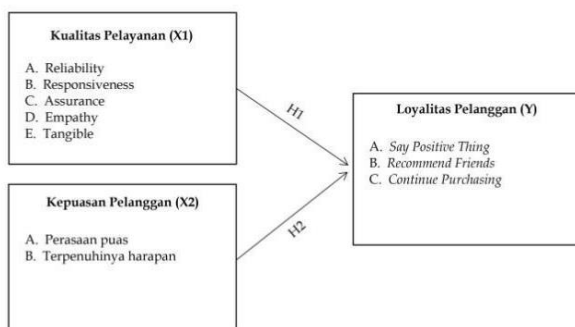 Kualitas Pelayanan (X1)
A. Reliability
B. Responsiveness
C. Assurance
D. Empathy
E. Tangible
H1
Loyalitas Pelanggan (Y)
A. Say Positive Thing
B. Recommend Friends
C. Continue Purchasing
Kepuasan Pelanggan (X2)
A. Perasaan puas
B. Terpenuhinya harapan
H2